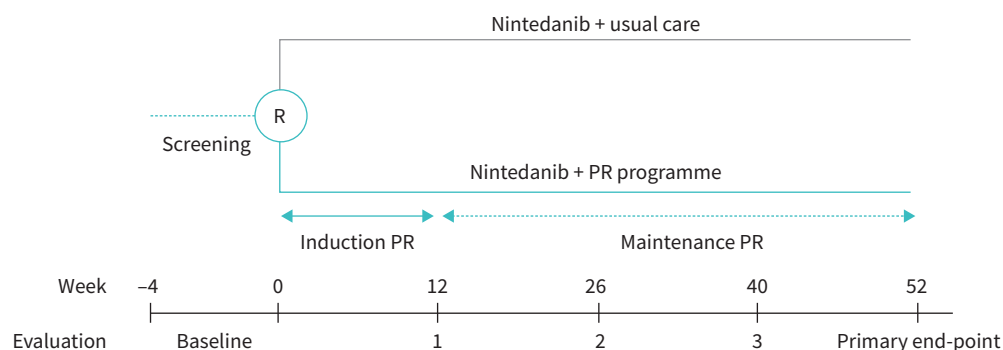 Nintedanib + usual care
R
Screening
Nintedanib + PR programme
Induction PR Maintenance PR
Week –4 0 12 26 40 52
Evaluation Baseline 1 2 3 Primary end-point